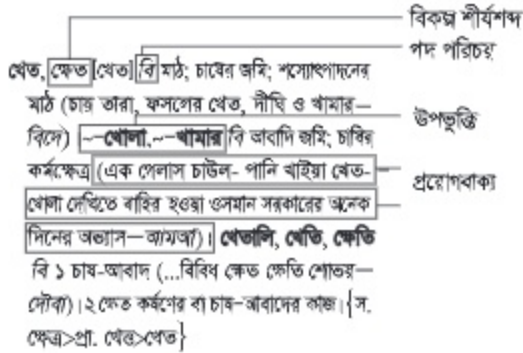 বিকল্প শীর্ষশব্দ
পদ পরিচয়
খেত, ক্ষেত [খেত্] বি মাঠ; চাষের জমি; শস্যোৎপাদনের
মাঠ (চায় তারা, ফসলের খেত, দীঘি ও খামার—
বিদে) ~—খোলা, ~—খামার বি আবাদি জমি; চাষির
উপভুক্তি
কর্মক্ষেত্র (এক গেলাস চাউল- পানি খাইয়া খেত-
খোলা দেখিতে বাহির হওয়া ওসমান সরকারের অনেক
প্রয়োগবাক্য
দিনের অভ্যাস—আমআ)। খেতালি, খেতি, ক্ষেতি
বি ১ চাষ-আবাদ (...বিবিধ ক্ষেত ক্ষেতি শোভয়—
দৌবা)। ২ ক্ষেত কর্ষণের বা চাষ-আবাদের কাজ। {স.
ক্ষেত্র>প্রা. খেত্ত>খেত}